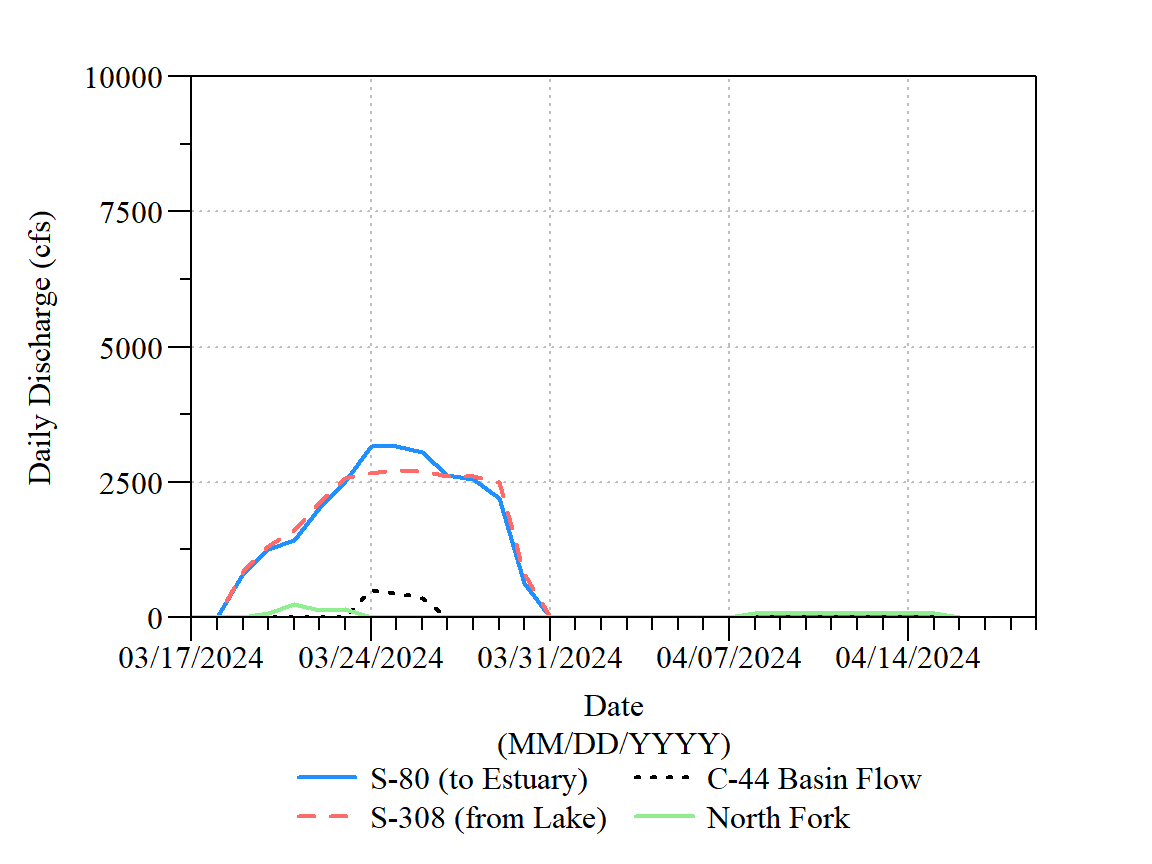 10000
7500
5000
2500
0
Daily Discharge (cfs)
03/17/2024 03/24/2024 03/31/2024 04/07/2024 04/14/2024
Date
(MM/DD/YYYY)
S-80 (to Estuary) C-44 Basin Flow
S-308 (from Lake) North Fork